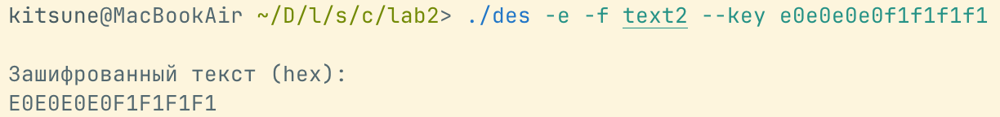 kitsune@MacBookAir ~/D/l/s/c/lab2> ./des -e -f text2 --key e0e0e0e0f1f1f1f1
Зашифрованный текст (hex):
E0E0E0E0F1F1F1F1